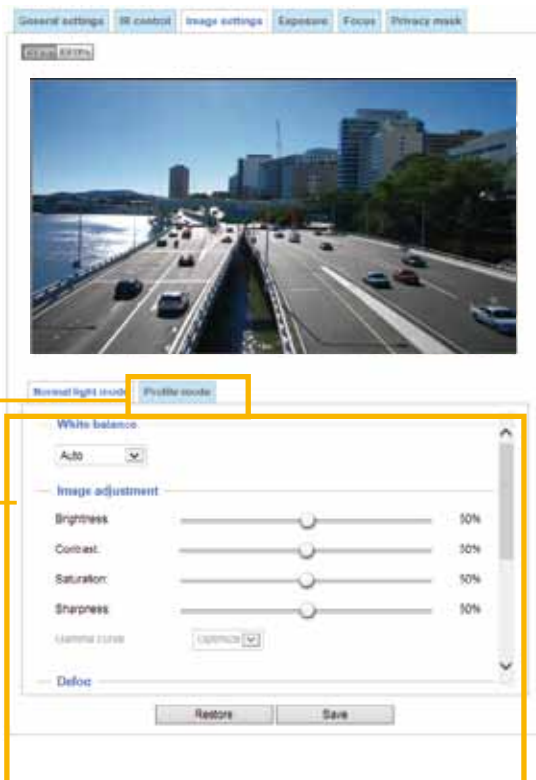 General settings IR control Image settings Exposure Focus Privacy mask
Normal light mode Profile mode
White balance
Auto
Image adjustment
Brightness: 50%
Contrast: 50%
Saturation: 50%
Sharpness: 50%
Gamma curve Optimize
Defog
Restore Save